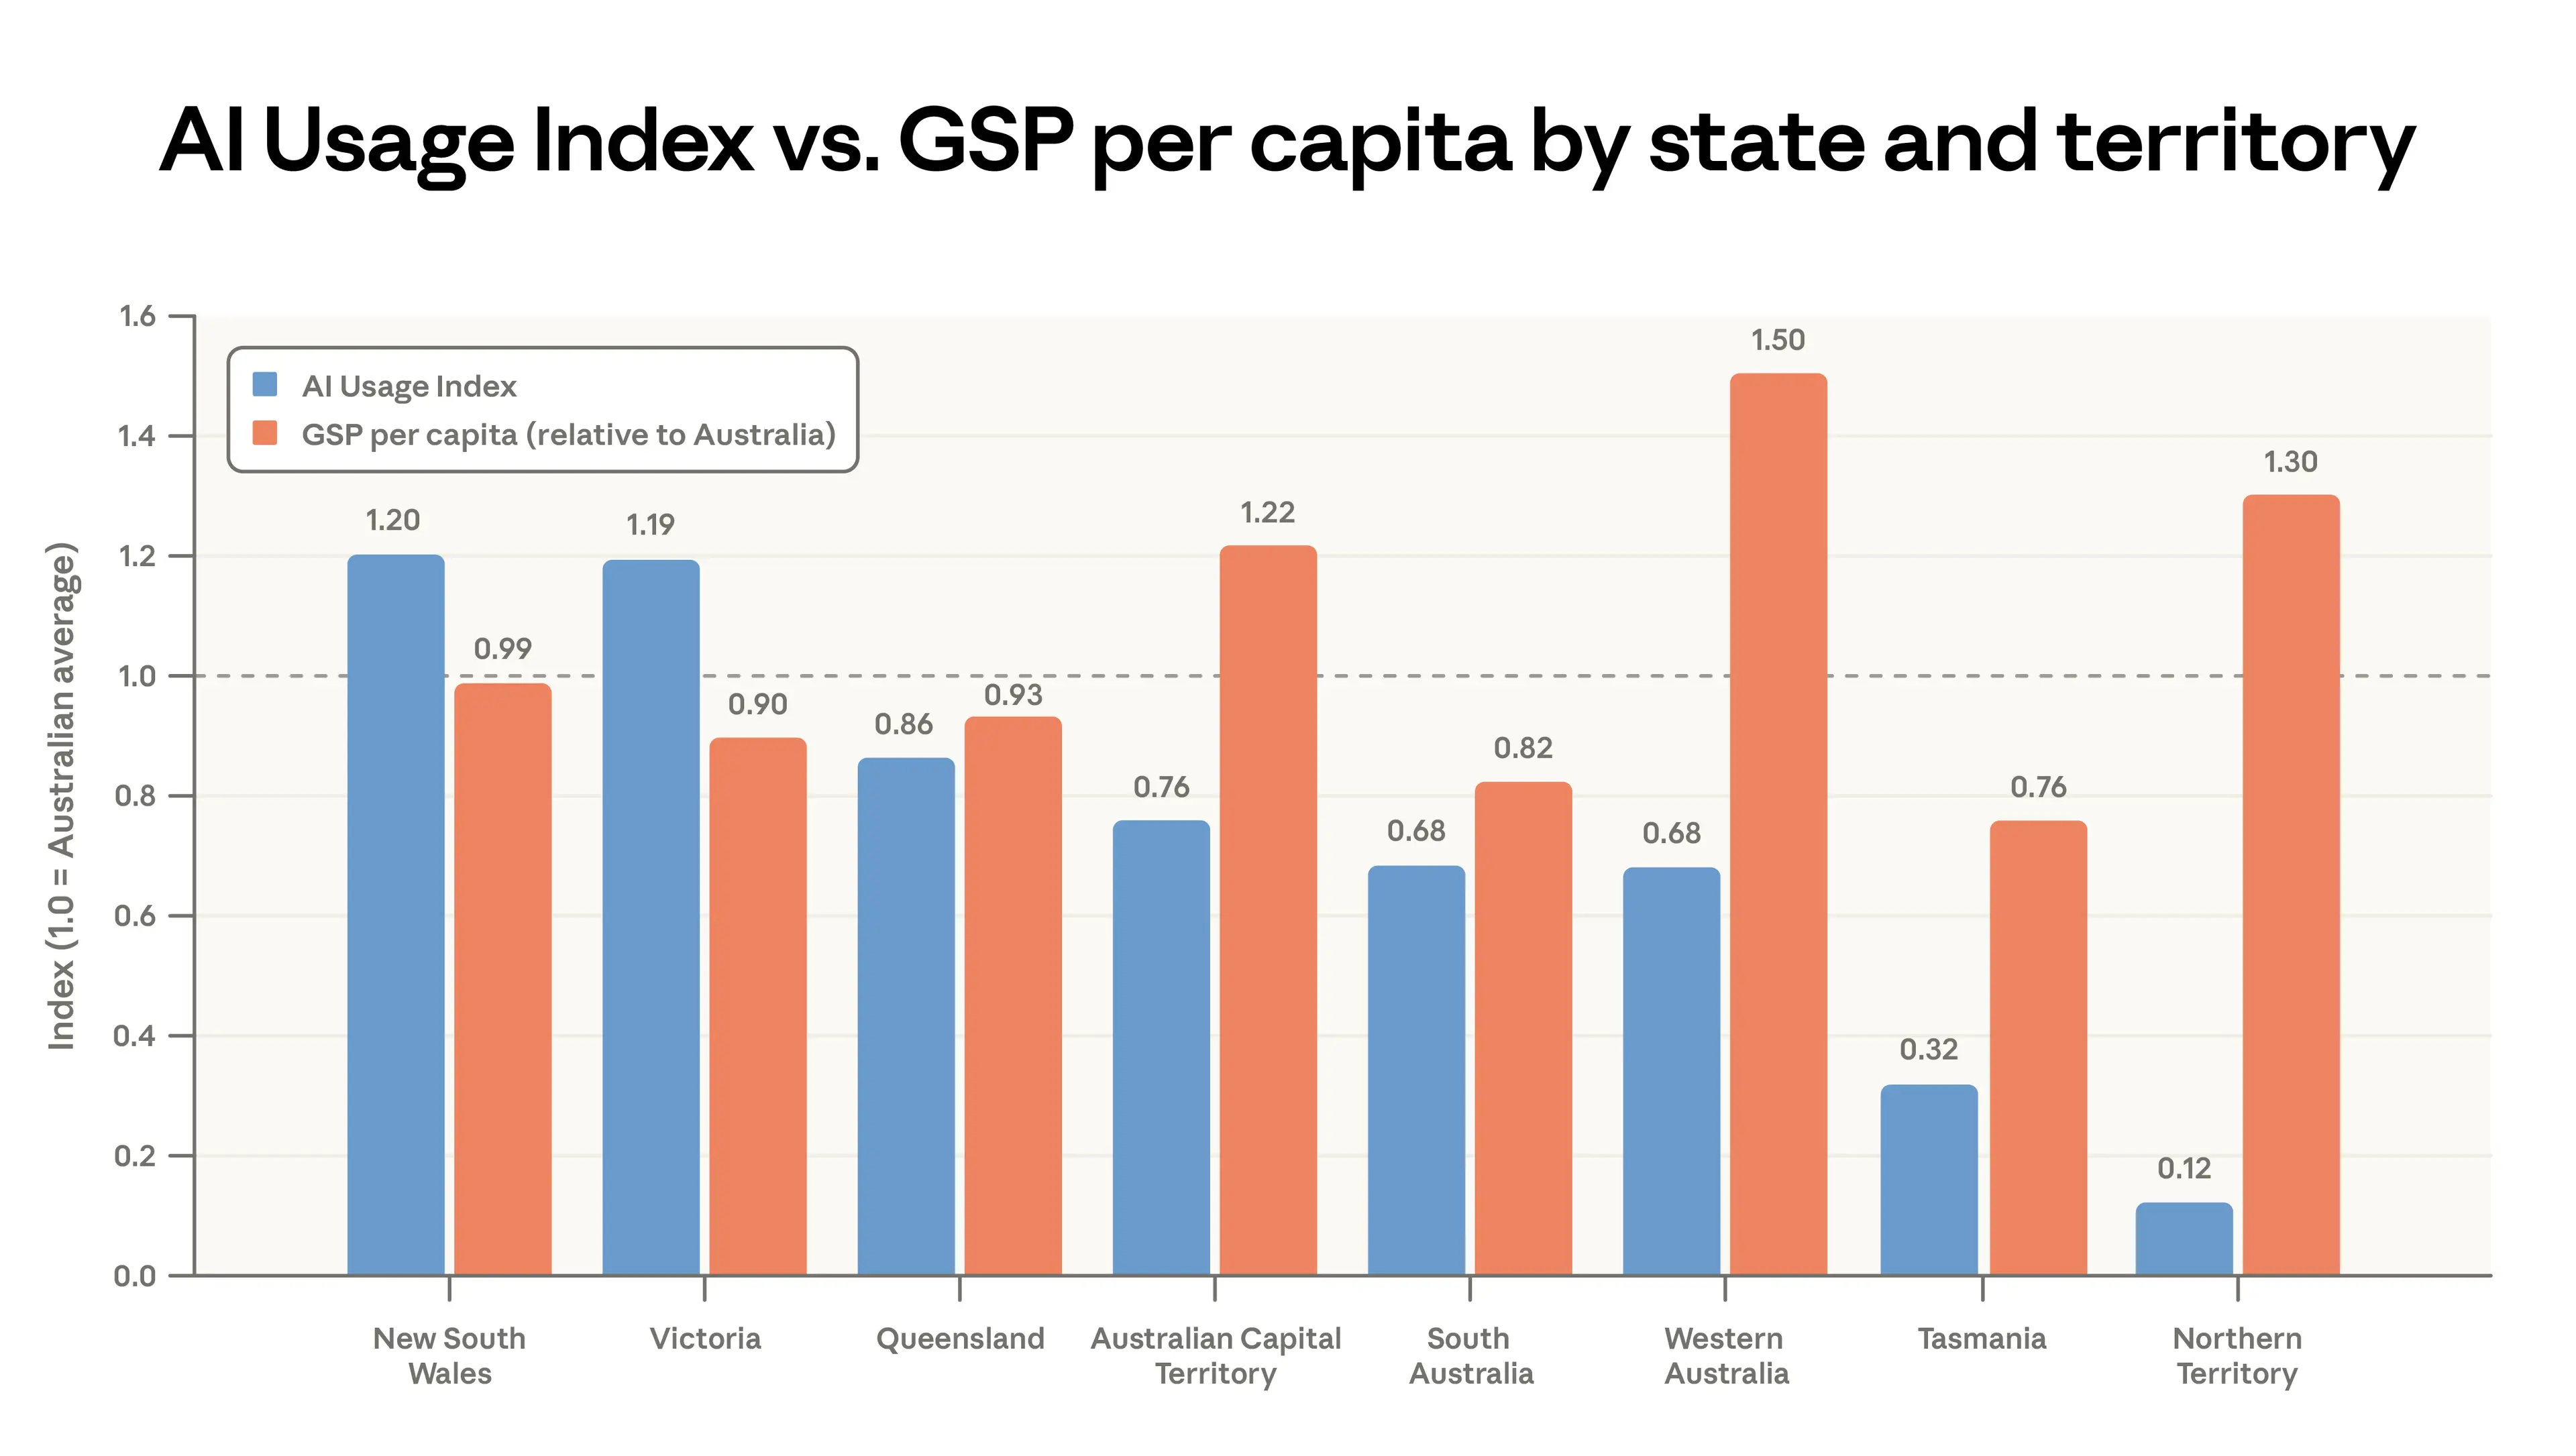 AI Usage Index vs. GSP per capita by state and territory
AI Usage Index
GSP per capita (relative to Australia)
Index (1.0 = Australian average)
1.6
1.4
1.2
1.0
0.8
0.6
0.4
0.2
0.0
1.20
0.99
1.19
0.90
0.86
0.93
0.76
1.22
0.68
0.82
0.68
1.50
0.32
0.76
0.12
1.30
New South
Wales
Victoria
Queensland
Australian Capital
Territory
South
Australia
Western
Australia
Tasmania
Northern
Territory